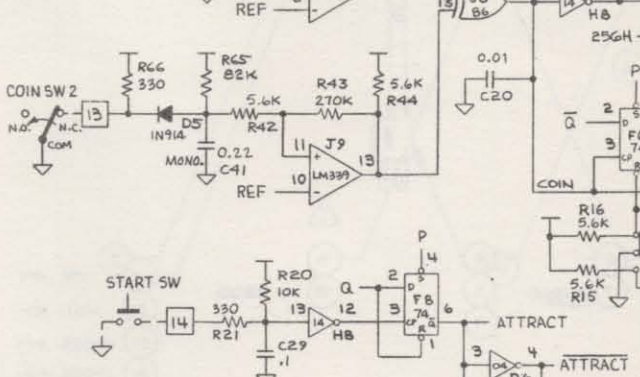 REF
13
86
14
H8
256H
R66
330
R65
82K
R43
270K
5.6K
R44
0.01
C20
COIN SW 2
N.O.
N.C.
COM
13
1N914
D5
5.6K
R42
MONO.
0.22
C41
11
+
J9
LM339
13
10
-
REF
P
Q̅
2
D
S
3
CP
COIN
R16
5.6K
5.6K
R15
START SW
14
330
R21
R20
10K
C29
.1
13
14
12
H8
P
4
S
Q
2
D
F8
74
3
CP
Q̅
6
R
1
ATTRACT
3
04
4
ATTRACT